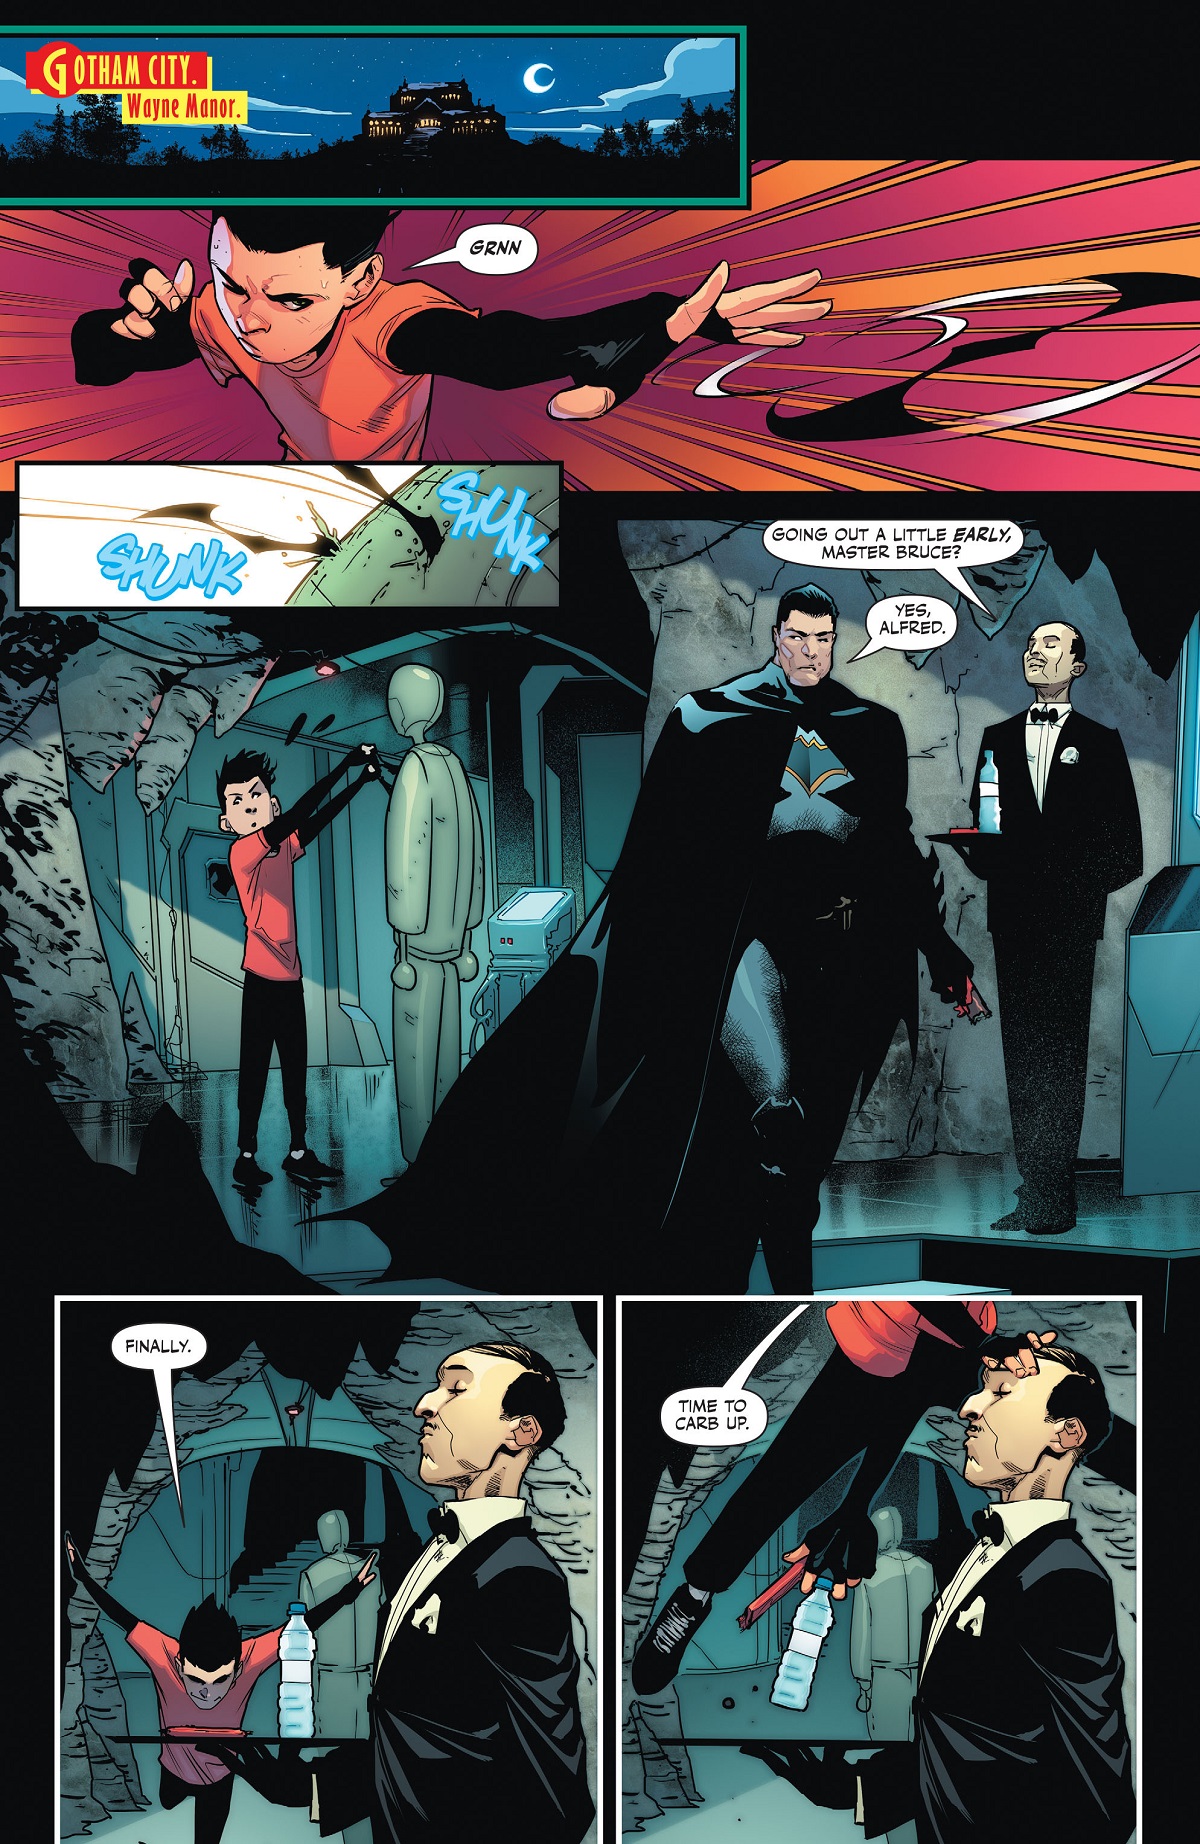 GOTHAM CITY.
Wayne Manor.
GRNN
SHUNK
SHUNK
GOING OUT A LITTLE EARLY,
MASTER BRUCE?
YES,
ALFRED.
FINALLY.
TIME TO
CARB UP.